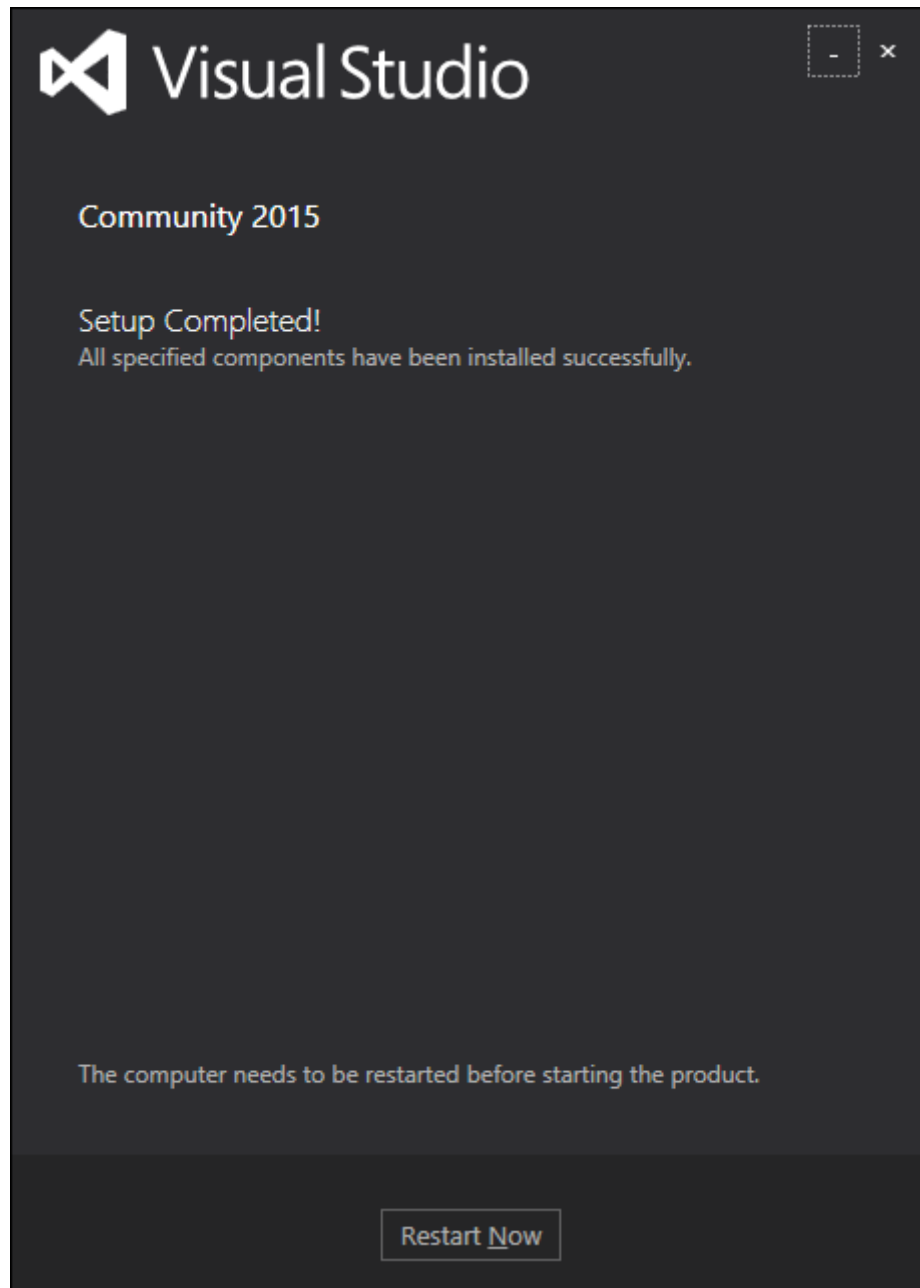 Visual Studio
Community 2015
Setup Completed!
All specified components have been installed successfully.
The computer needs to be restarted before starting the product.
Restart Now